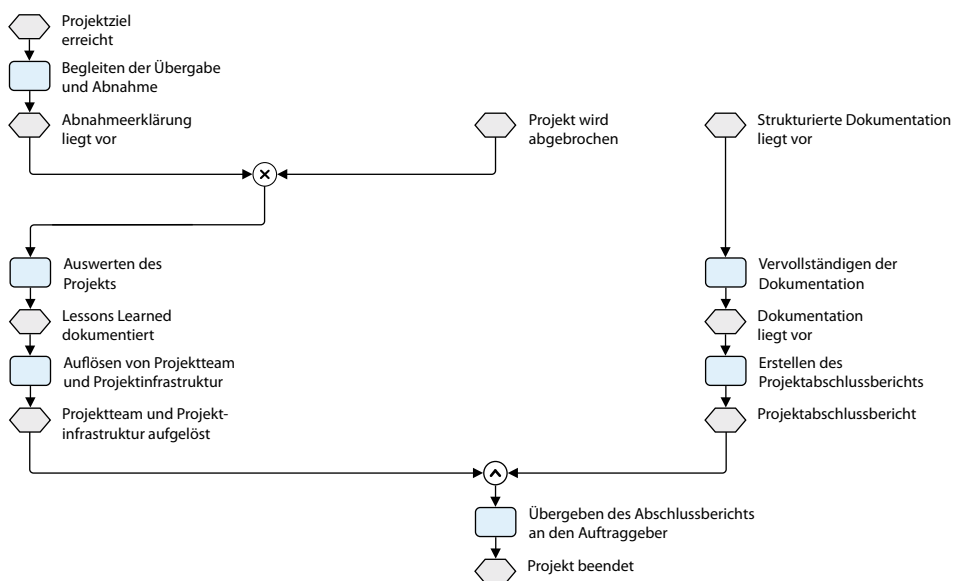 Projektziel
erreicht
Begleiten der Übergabe
und Abnahme
Abnahmeerklärung
liegt vor
Projekt wird
abgebrochen
Strukturierte Dokumentation
liegt vor
Auswerten des
Projekts
Vervollständigen der
Dokumentation
Lessons Learned
dokumentiert
Dokumentation
liegt vor
Auflösen von Projektteam
und Projektinfrastruktur
Erstellen des
Projektabschlussberichts
Projektteam und Projekt-
infrastruktur aufgelöst
Projektabschlussbericht
Übergeben des Abschlussberichts
an den Auftraggeber
Projekt beendet